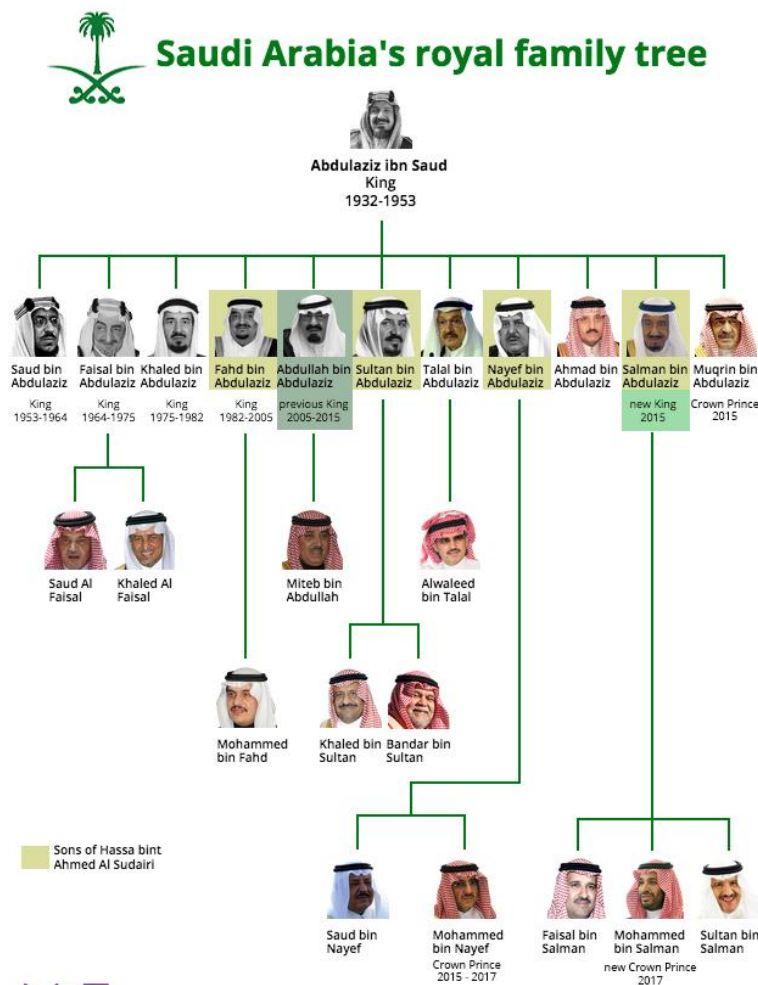 Saudi Arabia's royal family tree
Abdulaziz ibn Saud
King
1932-1953
Saud bin
Abdulaziz
King
1953-1964
Faisal bin
Abdulaziz
King
1964-1975
Khaled bin
Abdulaziz
King
1975-1982
Fahd bin
Abdulaziz
King
1982-2005
Abdullah bin
Abdulaziz
previous King
2005-2015
Sultan bin
Abdulaziz
Talal bin
Abdulaziz
Nayef bin
Abdulaziz
Ahmad bin
Abdulaziz
Salman bin
Abdulaziz
new King
2015
Muqrin bin
Abdulaziz
Crown Prince
2015
Saud Al
Faisal
Khaled Al
Faisal
Miteb bin
Abdullah
Alwaleed
bin Talal
Mohammed
bin Fahd
Khaled bin
Sultan
Bandar bin
Sultan
Sons of Hassa bint
Ahmed Al Sudairi
Saud bin
Nayef
Mohammed
bin Nayef
Crown Prince
2015 - 2017
Faisal bin
Salman
Mohammed
bin Salman
new Crown Prince
2017
Sultan bin
Salman